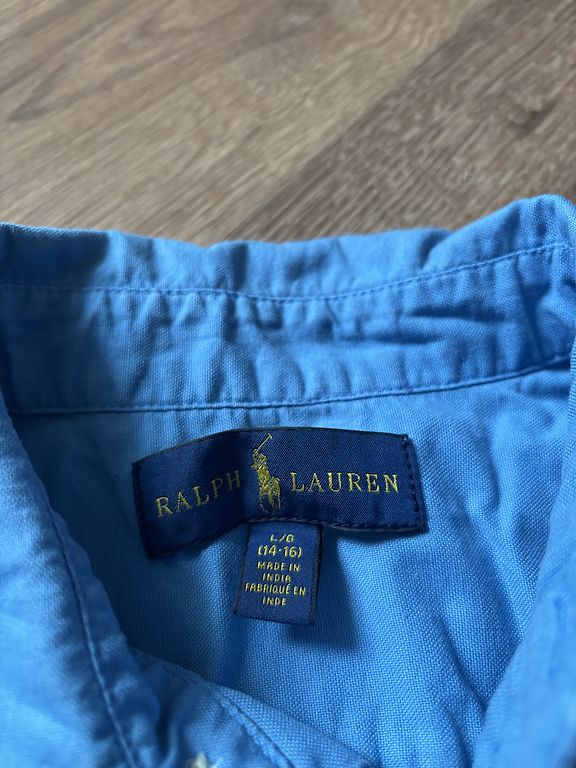 RALPH LAUREN
L/G
(14-16)
MADE IN
INDIA
FABRIQUÉ EN
INDE